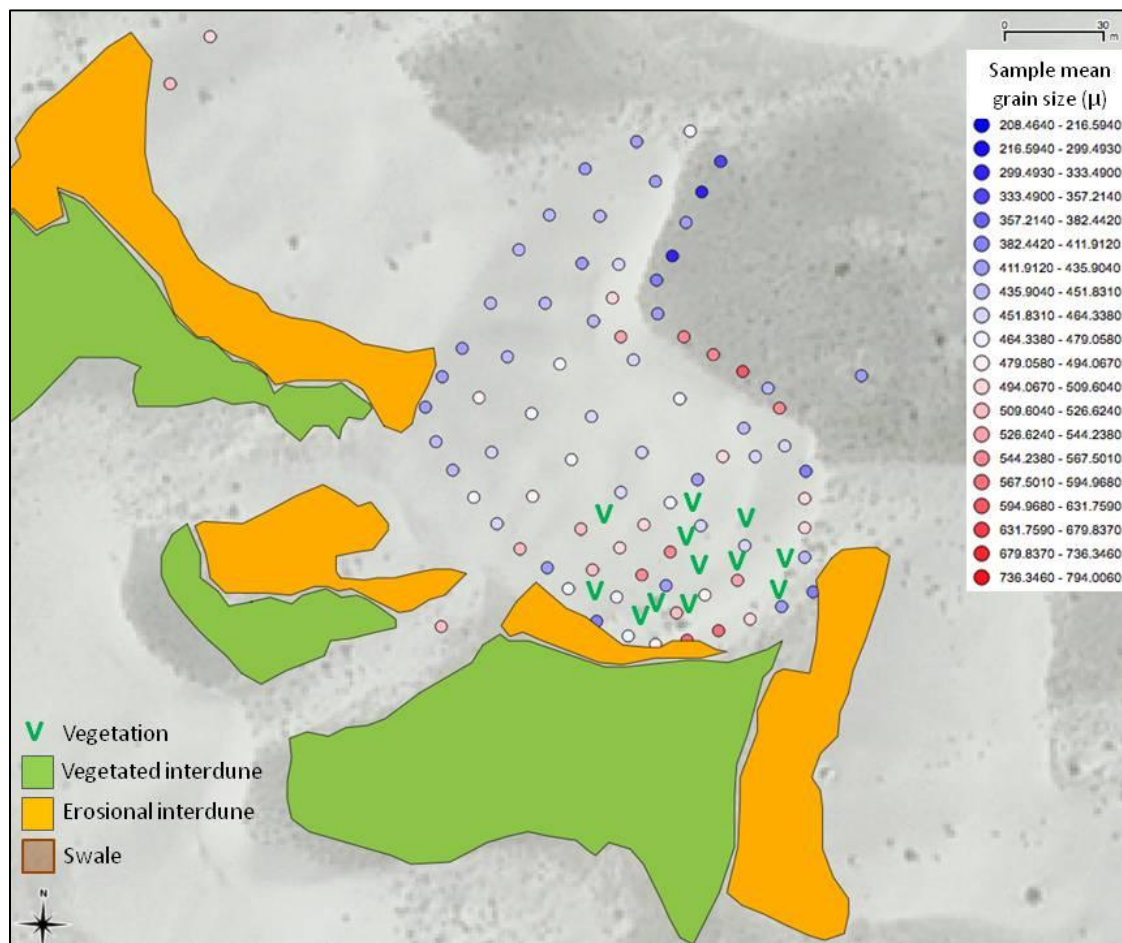 0 30
m
Sample mean
grain size (µ)
208.4640 - 216.5940
216.5940 - 299.4930
299.4930 - 333.4900
333.4900 - 357.2140
357.2140 - 382.4420
382.4420 - 411.9120
411.9120 - 435.9040
435.9040 - 451.8310
451.8310 - 464.3380
464.3380 - 479.0580
479.0580 - 494.0670
494.0670 - 509.6040
509.6040 - 526.6240
526.6240 - 544.2380
544.2380 - 567.5010
567.5010 - 594.9680
594.9680 - 631.7590
631.7590 - 679.8370
679.8370 - 736.3460
736.3460 - 794.0060
V Vegetation
Vegetated interdune
Erosional interdune
Swale
N